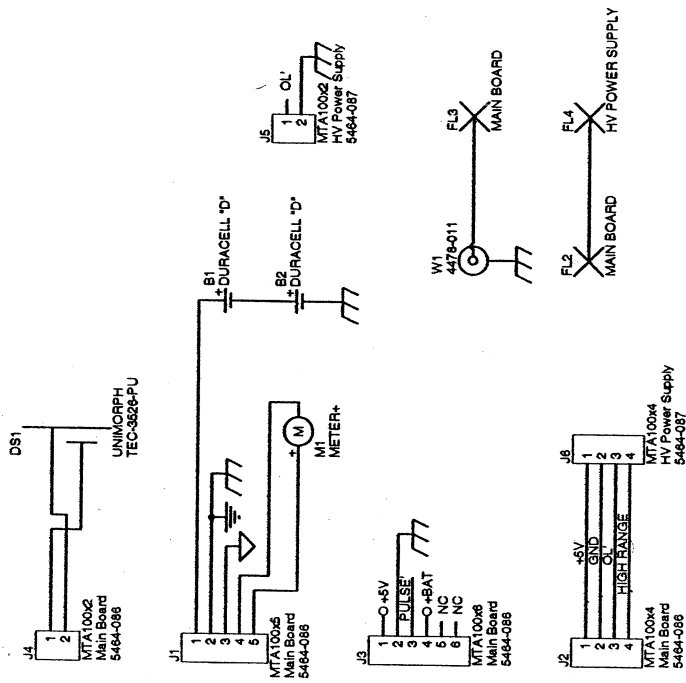 DS1
UNIMORPH
TEC-3526-PU
J4
1
2
MTA100x2
Main Board
5464-086
J1
1
2
3
4
5
MTA100x5
Main Board
5464-086
+
M
M1
METER+
B1
+
DURACELL "D"
B2
+
DURACELL "D"
J5
1
2
OL'
MTA100x2
HV Power Supply
5464-087
J3
1
2
3
4
5
6
+5V
PULSE'
+BAT
NC
NC
MTA100x6
Main Board
5464-086
W1
4478-011
FL3
MAIN BOARD
J2
1
2
3
4
MTA100x4
Main Board
5464-086
+5V
GND
OL'
HIGH RANGE
J6
1
2
3
4
MTA100x4
HV Power Supply
5464-087
FL2
MAIN BOARD
FL4
HV POWER SUPPLY